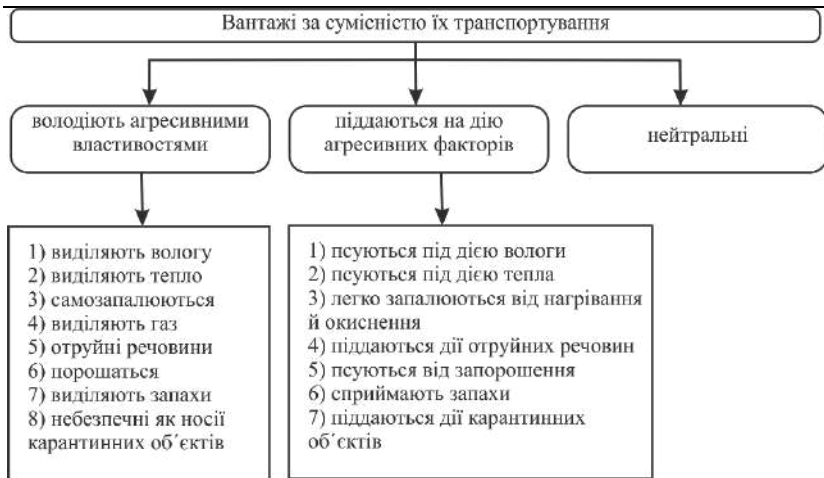 Вантажі за сумісністю їх транспортування
володіють агресивними
властивостями
піддаються на дію
агресивних факторів
нейтральні
1) виділяють вологу
2) виділяють тепло
3) самозапалюються
4) виділяють газ
5) отруйні речовини
6) порошаться
7) виділяють запахи
8) небезпечні як носії
карантинних об´єктів
1) псуються під дією вологи
2) псуються під дією тепла
3) легко запалюються від нагрівання
й окиснення
4) піддаються дії отруйних речовин
5) псуються від запорошення
6) сприймають запахи
7) піддаються дії карантинних
об´єктів